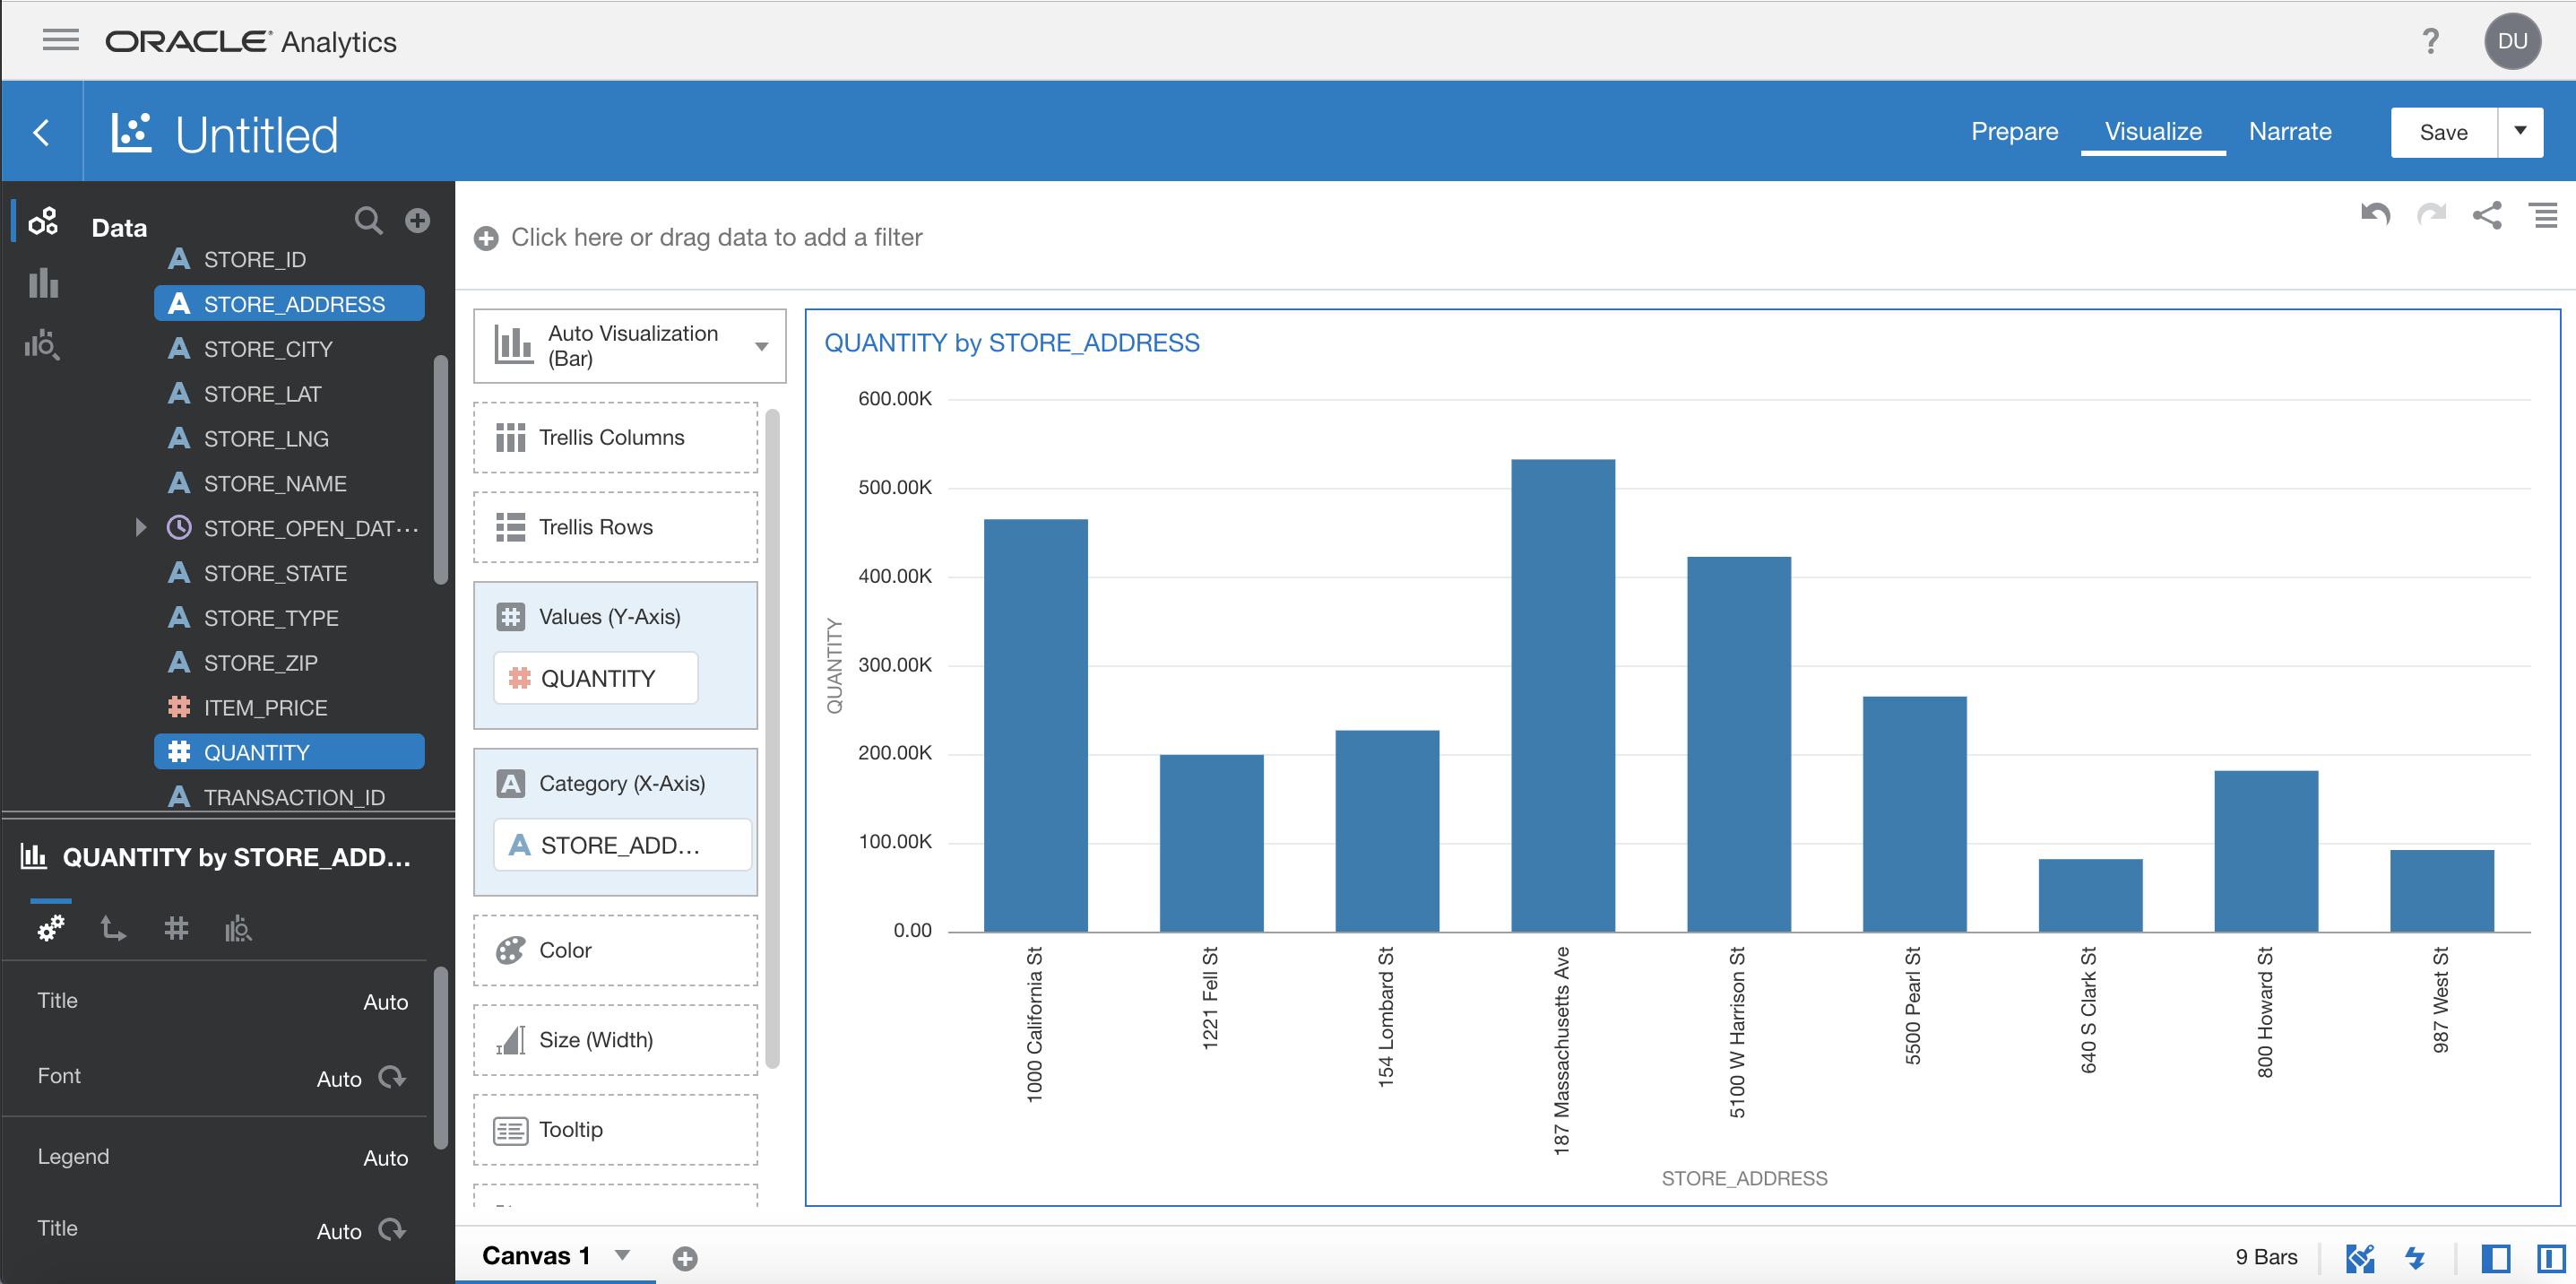 ORACLE Analytics
?
DU
Untitled
Prepare
Visualize
Narrate
Save
Data
STORE_ID
STORE_ADDRESS
STORE_CITY
STORE_LAT
STORE_LNG
STORE_NAME
STORE_OPEN_DAT...
STORE_STATE
STORE_TYPE
STORE_ZIP
ITEM_PRICE
QUANTITY
TRANSACTION_ID
QUANTITY by STORE_ADD...
Title Auto
Font Auto
Legend Auto
Title Auto
Click here or drag data to add a filter
Auto Visualization
(Bar)
Trellis Columns
Trellis Rows
Values (Y-Axis)
QUANTITY
Category (X-Axis)
STORE_ADD...
Color
Size (Width)
Tooltip
QUANTITY by STORE_ADDRESS
QUANTITY
600.00K
500.00K
400.00K
300.00K
200.00K
100.00K
0.00
1000 California St
1221 Fell St
154 Lombard St
187 Massachusetts Ave
5100 W Harrison St
5500 Pearl St
640 S Clark St
800 Howard St
987 West St
STORE_ADDRESS
Canvas 1
9 Bars